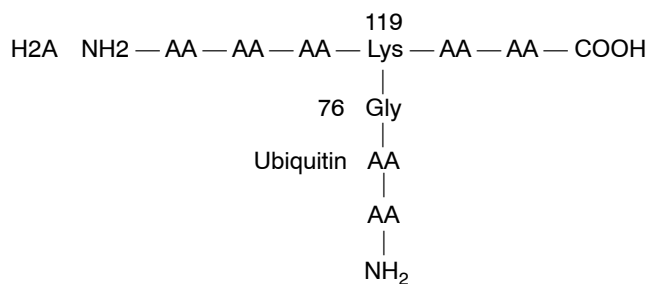 119
H2A NH2 — AA — AA — AA — Lys — AA — AA — COOH
76 Gly
Ubiquitin AA
AA
NH₂